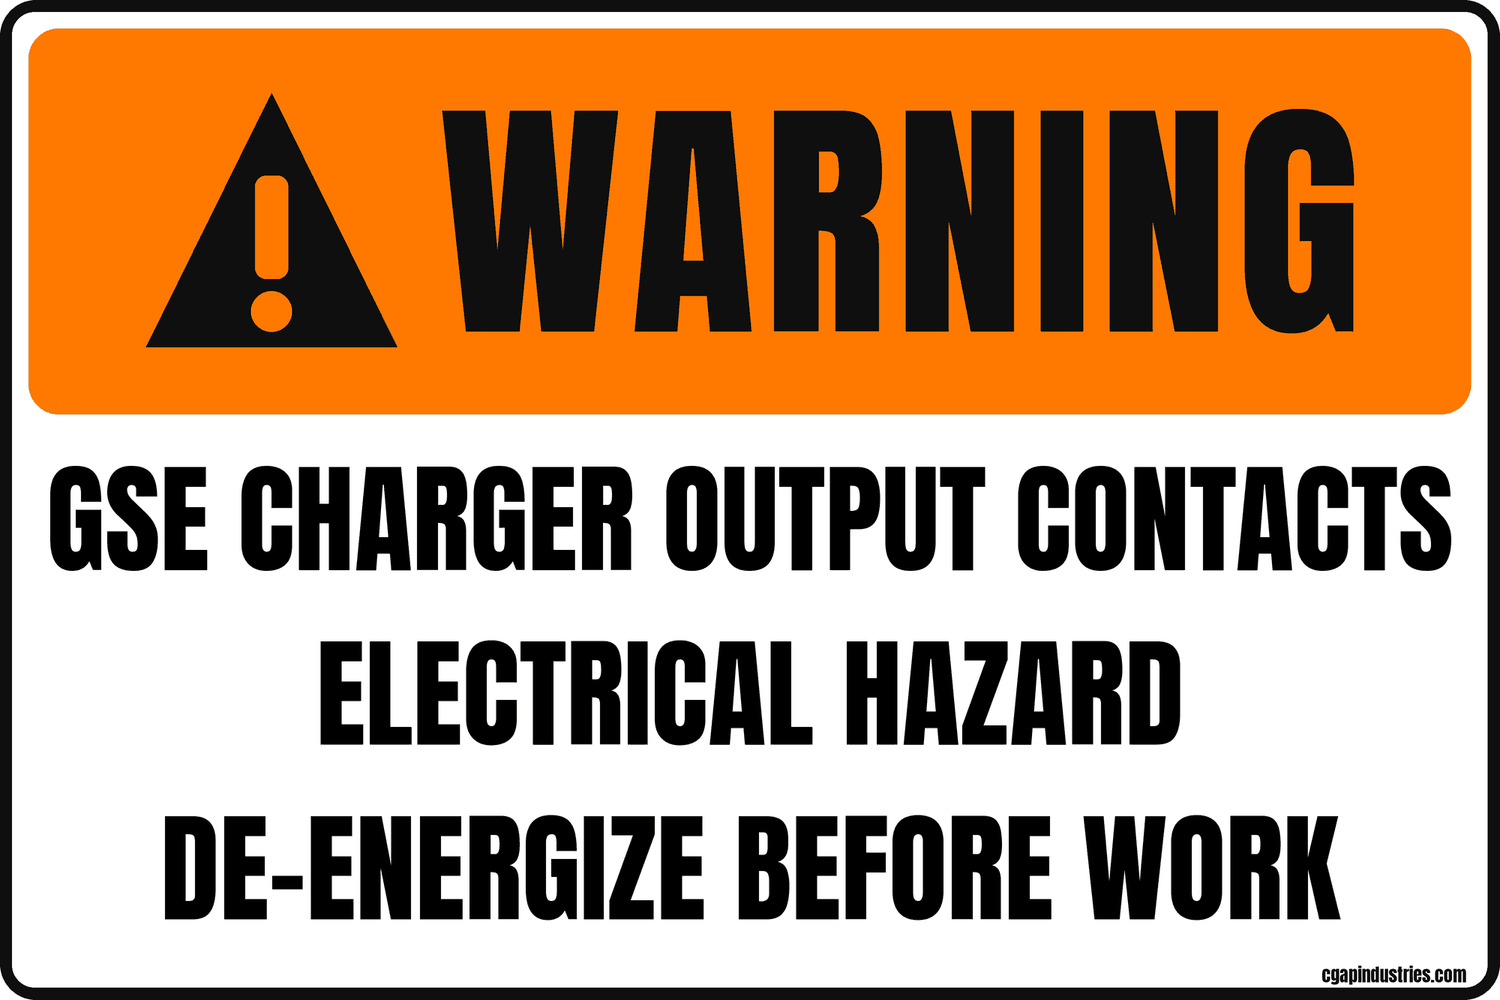 WARNING
GSE CHARGER OUTPUT CONTACTS
ELECTRICAL HAZARD
DE-ENERGIZE BEFORE WORK
cgapindustries.com